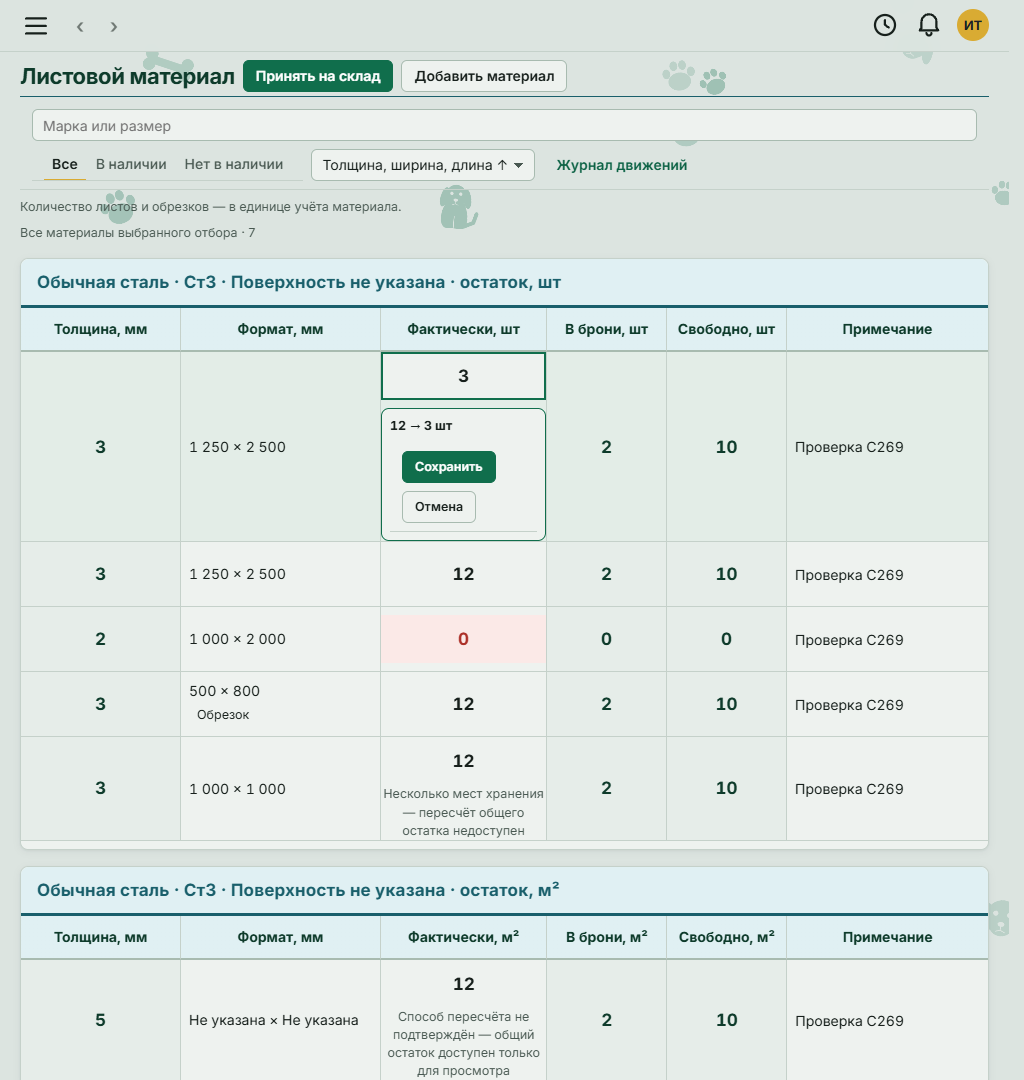 ИТ
Листовой материал
Принять на склад
Добавить материал
Марка или размер
Все
В наличии
Нет в наличии
Толщина, ширина, длина ↑
Журнал движений
Количество листов и обрезков — в единице учёта материала.
Все материалы выбранного отбора · 7
Обычная сталь · Ст3 · Поверхность не указана · остаток, шт
Толщина, мм
Формат, мм
Фактически, шт
В брони, шт
Свободно, шт
Примечание
3
1 250 × 2 500
3
12 → 3 шт
Сохранить
Отмена
2
10
Проверка С269
3
1 250 × 2 500
12
2
10
Проверка С269
2
1 000 × 2 000
0
0
0
Проверка С269
3
500 × 800
Обрезок
12
2
10
Проверка С269
3
1 000 × 1 000
12
Несколько мест хранения
— пересчёт общего
остатка недоступен
2
10
Проверка С269
Обычная сталь · Ст3 · Поверхность не указана · остаток, м²
Толщина, мм
Формат, мм
Фактически, м²
В брони, м²
Свободно, м²
Примечание
5
Не указана × Не указана
12
Способ пересчёта не
подтверждён — общий
остаток доступен только
для просмотра
2
10
Проверка С269